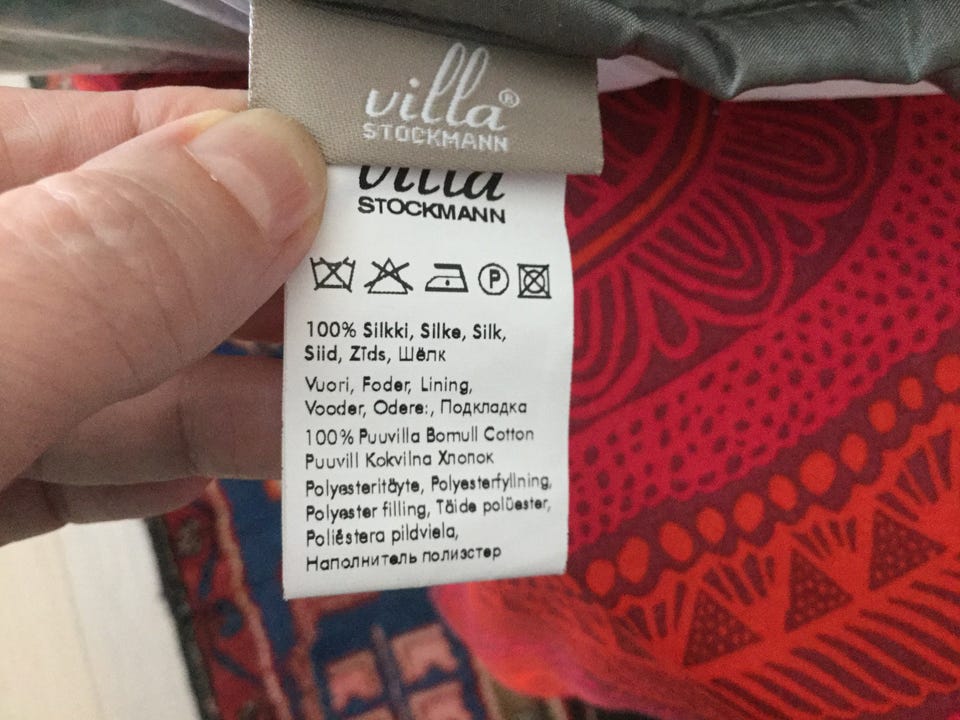 villa®
STOCKMANN
villa
STOCKMANN
P
100% Silkki, Silke, Silk,
Siid, Zīds, Шёлк
Vuori, Foder, Lining,
Vooder, Odere:, Подкладка
100% Puuvilla Bomull Cotton
Puuvill Kokvilna Хлопок
Polyesteritäyte, Polyesterfyllning,
Polyester filling, Täide polüester,
Poliēstera pildviela,
Наполнитель полиэстер